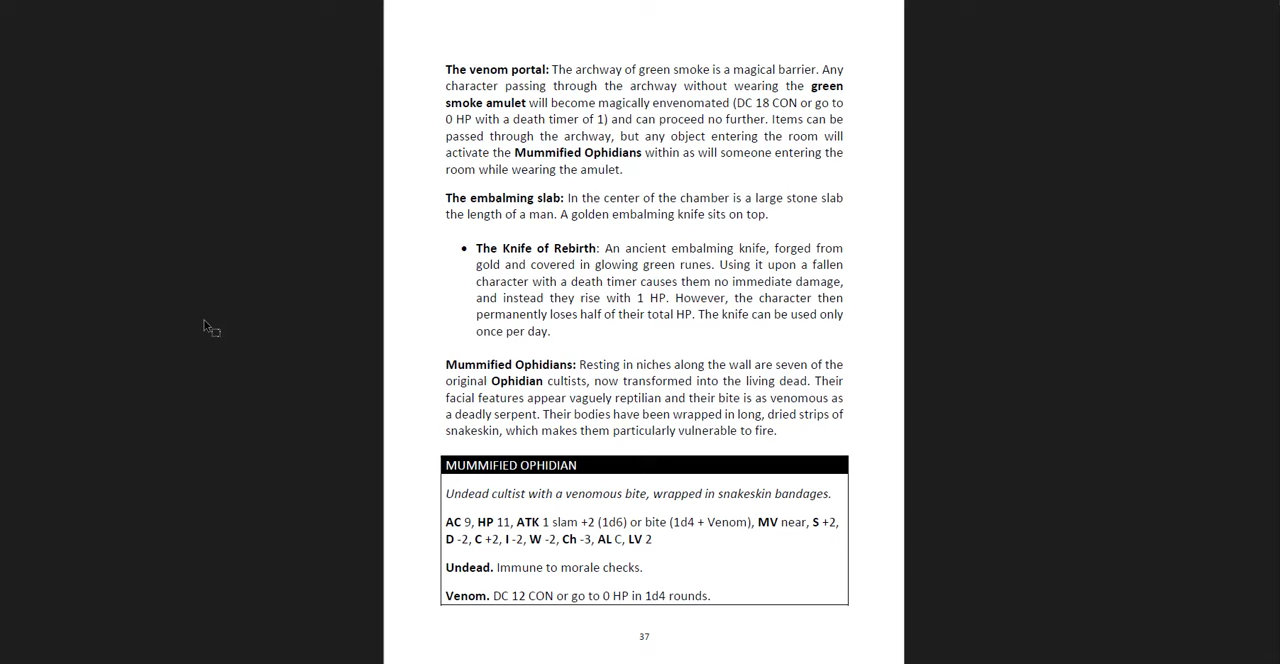 The venom portal: The archway of green smoke is a magical barrier. Any
character passing through the archway without wearing the green
smoke amulet will become magically envenomated (DC 18 CON or go to
0 HP with a death timer of 1) and can proceed no further. Items can be
passed through the archway, but any object entering the room will
activate the Mummified Ophidians within as will someone entering the
room while wearing the amulet.
The embalming slab: In the center of the chamber is a large stone slab
the length of a man. A golden embalming knife sits on top.
• The Knife of Rebirth: An ancient embalming knife, forged from
gold and covered in glowing green runes. Using it upon a fallen
character with a death timer causes them no immediate damage,
and instead they rise with 1 HP. However, the character then
permanently loses half of their total HP. The knife can be used only
once per day.
Mummified Ophidians: Resting in niches along the wall are seven of the
original Ophidian cultists, now transformed into the living dead. Their
facial features appear vaguely reptilian and their bite is as venomous as
a deadly serpent. Their bodies have been wrapped in long, dried strips of
snakeskin, which makes them particularly vulnerable to fire.
MUMMIFIED OPHIDIAN
Undead cultist with a venomous bite, wrapped in snakeskin bandages.
AC 9, HP 11, ATK 1 slam +2 (1d6) or bite (1d4 + Venom), MV near, S +2,
D -2, C +2, I -2, W -2, Ch -3, AL C, LV 2
Undead. Immune to morale checks.
Venom. DC 12 CON or go to 0 HP in 1d4 rounds.
37